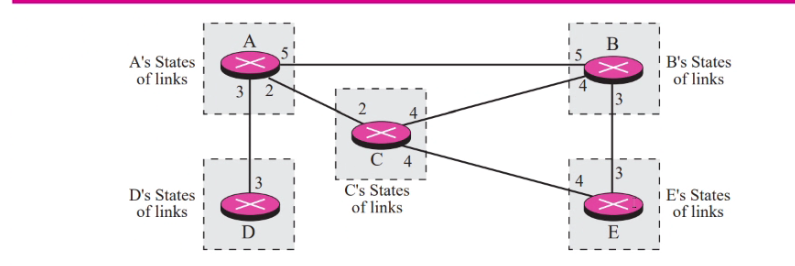 A
5
A's States
of links
3
2
5
B
4
3
B's States
of links
2
4
C
4
C's States
of links
3
D
D's States
of links
4
3
E
E's States
of links